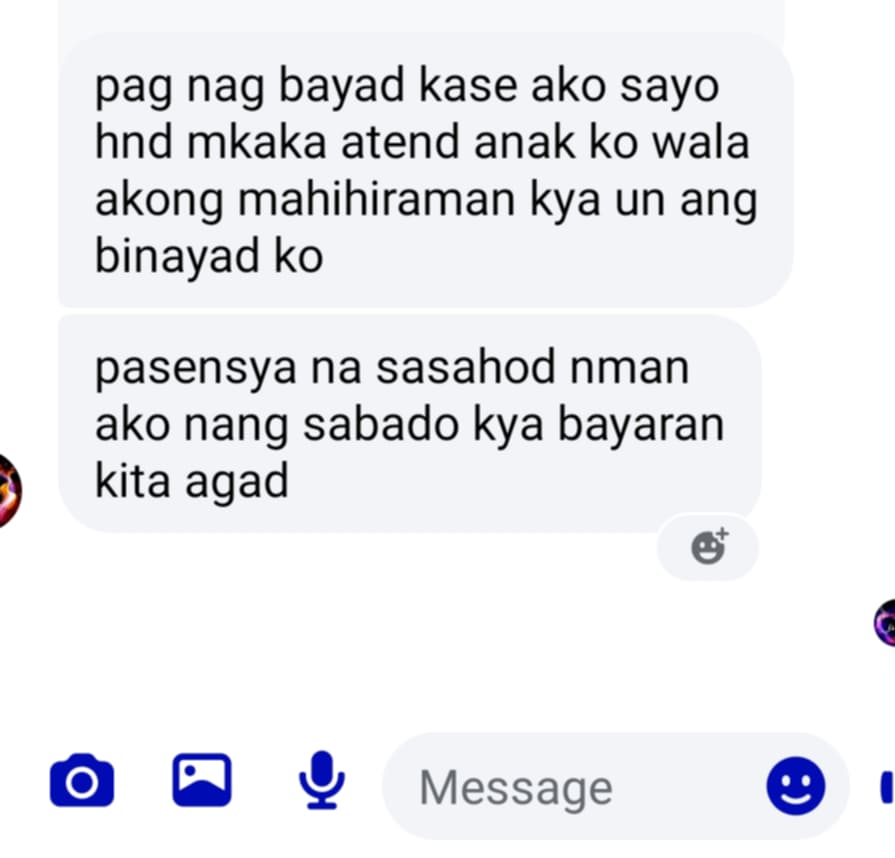 pag nag bayad kase ako sayo
hnd mkaka atend anak ko wala
akong mahihiraman kya un ang
binayad ko
pasensya na sasahod nman
ako nang sabado kya bayaran
kita agad
Message